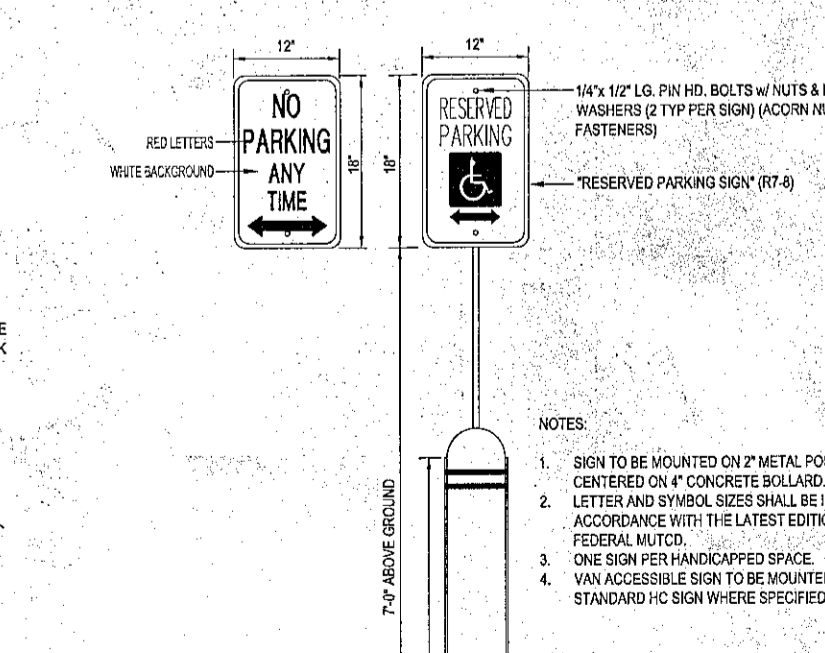 12"
12"
NO
PARKING
ANY
TIME
RESERVED
PARKING
RED LETTERS
WHITE BACKGROUND
18"
18"
1/4"x 1/2" LG. PIN HD. BOLTS w/ NUTS &
WASHERS (2 TYP PER SIGN) (ACORN
FASTENERS)
"RESERVED PARKING SIGN" (R7-8)
7'-0" ABOVE GROUND
NOTES:
1. SIGN TO BE MOUNTED ON 2" METAL
CENTERED ON 4" CONCRETE BOLLARD.
2. LETTER AND SYMBOL SIZES SHALL BE
ACCORDANCE WITH THE LATEST
FEDERAL MUTCD.
3. ONE SIGN PER HANDICAPPED SPACE.
4. VAN ACCESSIBLE SIGN TO BE
STANDARD HC SIGN WHERE SPECIFIED